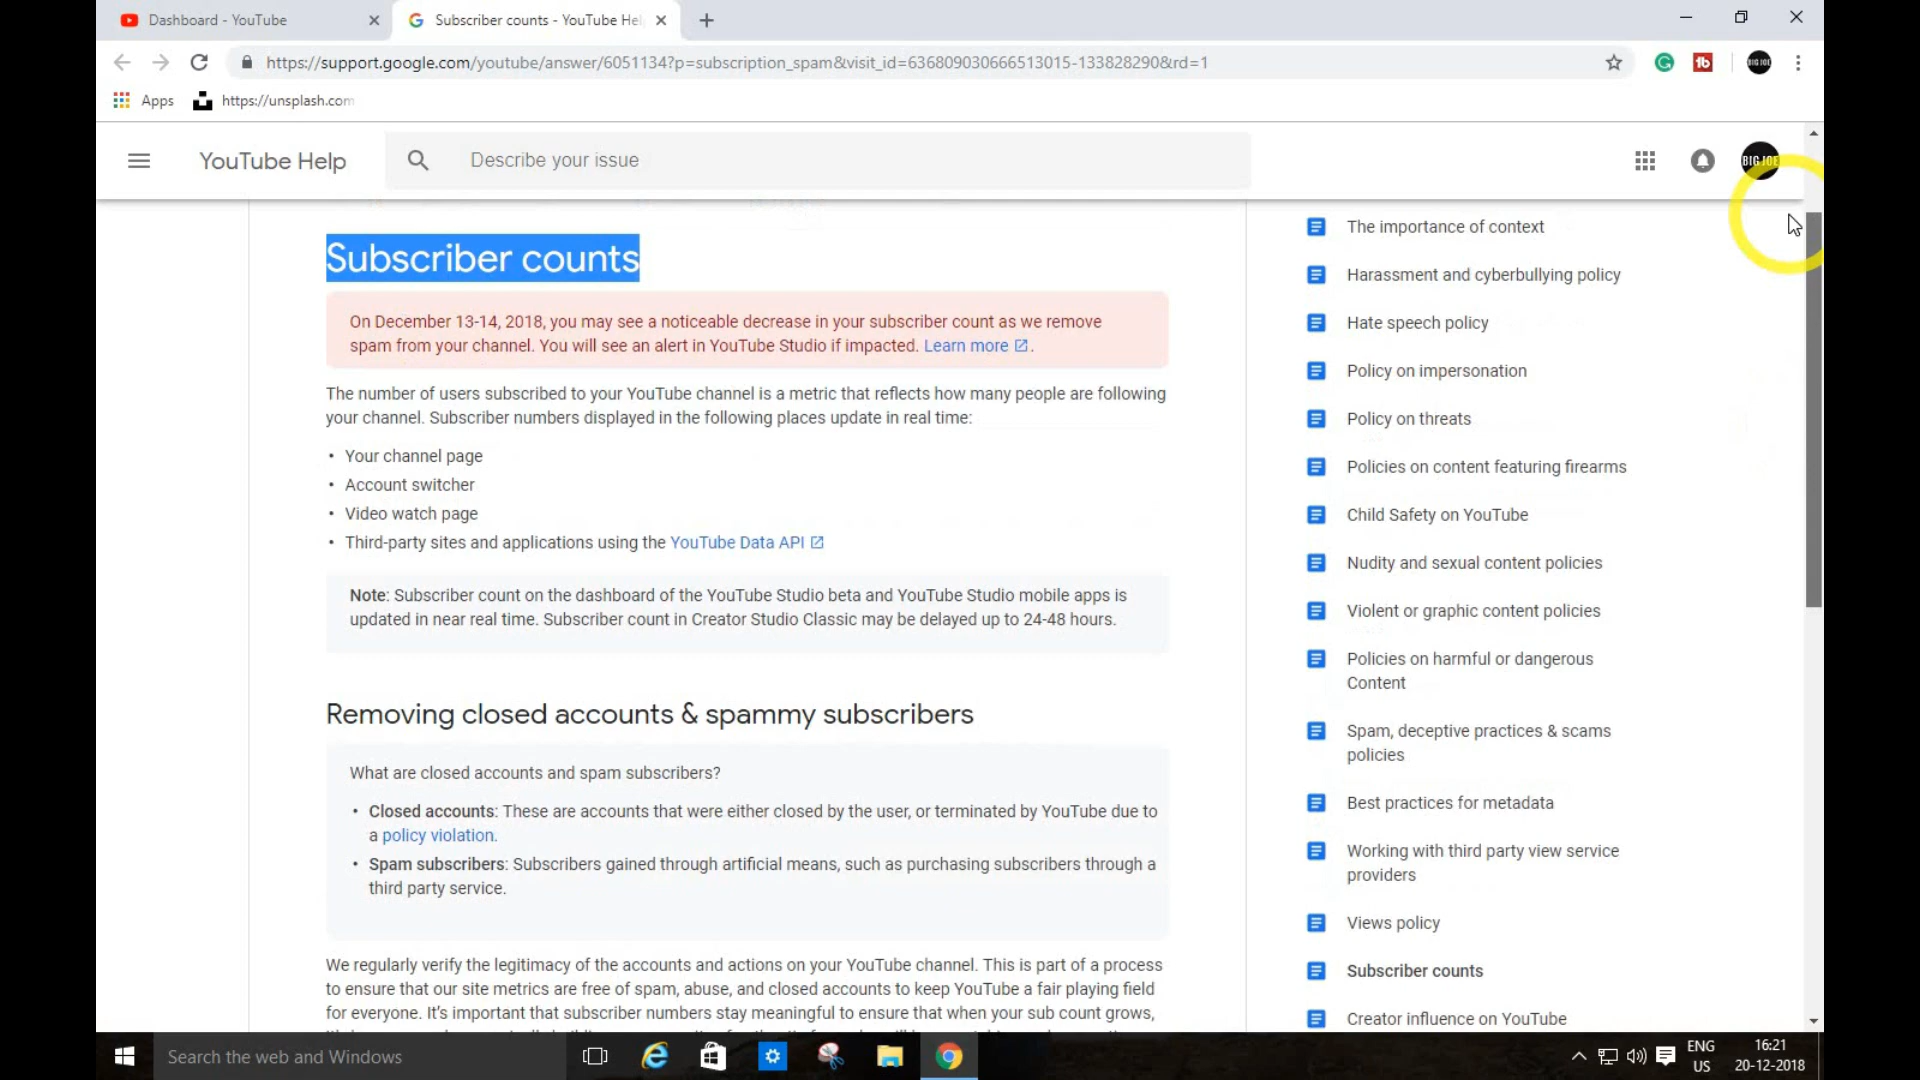 Dashboard - YouTube
Subscriber counts - YouTube Hel
https://support.google.com/youtube/answer/6051134?p=subscription_spam&visit_id=636809030666513015-133828290&rd=1
Apps
https://unsplash.com
YouTube Help
Describe your issue
BIG JOE
Subscriber counts
On December 13-14, 2018, you may see a noticeable decrease in your subscriber count as we remove
spam from your channel. You will see an alert in YouTube Studio if impacted. Learn more .
The number of users subscribed to your YouTube channel is a metric that reflects how many people are following
your channel. Subscriber numbers displayed in the following places update in real time:
• Your channel page
• Account switcher
• Video watch page
• Third-party sites and applications using the YouTube Data API
Note: Subscriber count on the dashboard of the YouTube Studio beta and YouTube Studio mobile apps is
updated in near real time. Subscriber count in Creator Studio Classic may be delayed up to 24-48 hours.
Removing closed accounts & spammy subscribers
What are closed accounts and spam subscribers?
• Closed accounts: These are accounts that were either closed by the user, or terminated by YouTube due to
a policy violation.
• Spam subscribers: Subscribers gained through artificial means, such as purchasing subscribers through a
third party service.
We regularly verify the legitimacy of the accounts and actions on your YouTube channel. This is part of a process
to ensure that our site metrics are free of spam, abuse, and closed accounts to keep YouTube a fair playing field
for everyone. It's important that subscriber numbers stay meaningful to ensure that when your sub count grows,
The importance of context
Harassment and cyberbullying policy
Hate speech policy
Policy on impersonation
Policy on threats
Policies on content featuring firearms
Child Safety on YouTube
Nudity and sexual content policies
Violent or graphic content policies
Policies on harmful or dangerous
Content
Spam, deceptive practices & scams
policies
Best practices for metadata
Working with third party view service
providers
Views policy
Subscriber counts
Creator influence on YouTube
Search the web and Windows
ENG
US
16:21
20-12-2018